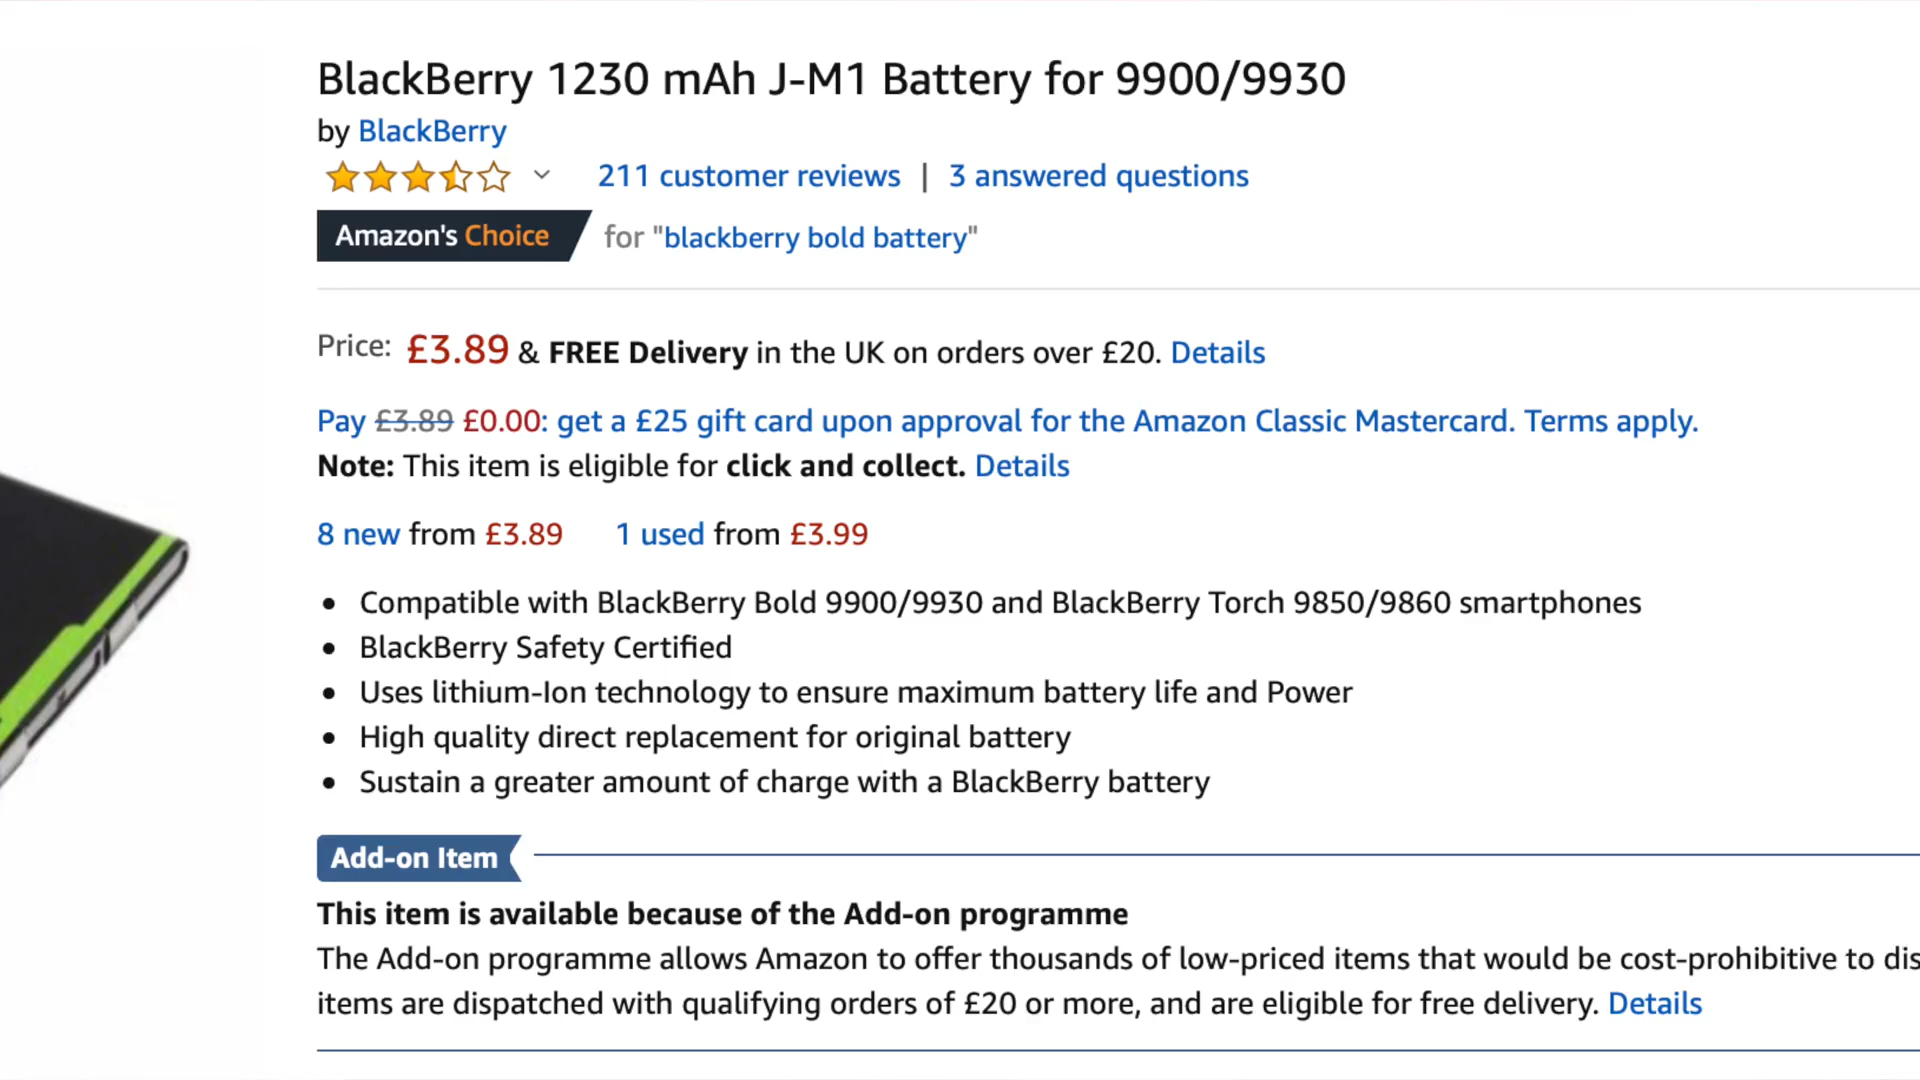 BlackBerry 1230 mAh J-M1 Battery for 9900/9930
by BlackBerry
211 customer reviews | 3 answered questions
Amazon's Choice for "blackberry bold battery"
Price: £3.89 & FREE Delivery in the UK on orders over £20. Details
Pay £3.89 £0.00: get a £25 gift card upon approval for the Amazon Classic Mastercard. Terms apply.
Note: This item is eligible for click and collect. Details
8 new from £3.89 1 used from £3.99
• Compatible with BlackBerry Bold 9900/9930 and BlackBerry Torch 9850/9860 smartphones
• BlackBerry Safety Certified
• Uses lithium-Ion technology to ensure maximum battery life and Power
• High quality direct replacement for original battery
• Sustain a greater amount of charge with a BlackBerry battery
Add-on Item
This item is available because of the Add-on programme
The Add-on programme allows Amazon to offer thousands of low-priced items that would be cost-prohibitive to dis
items are dispatched with qualifying orders of £20 or more, and are eligible for free delivery. Details